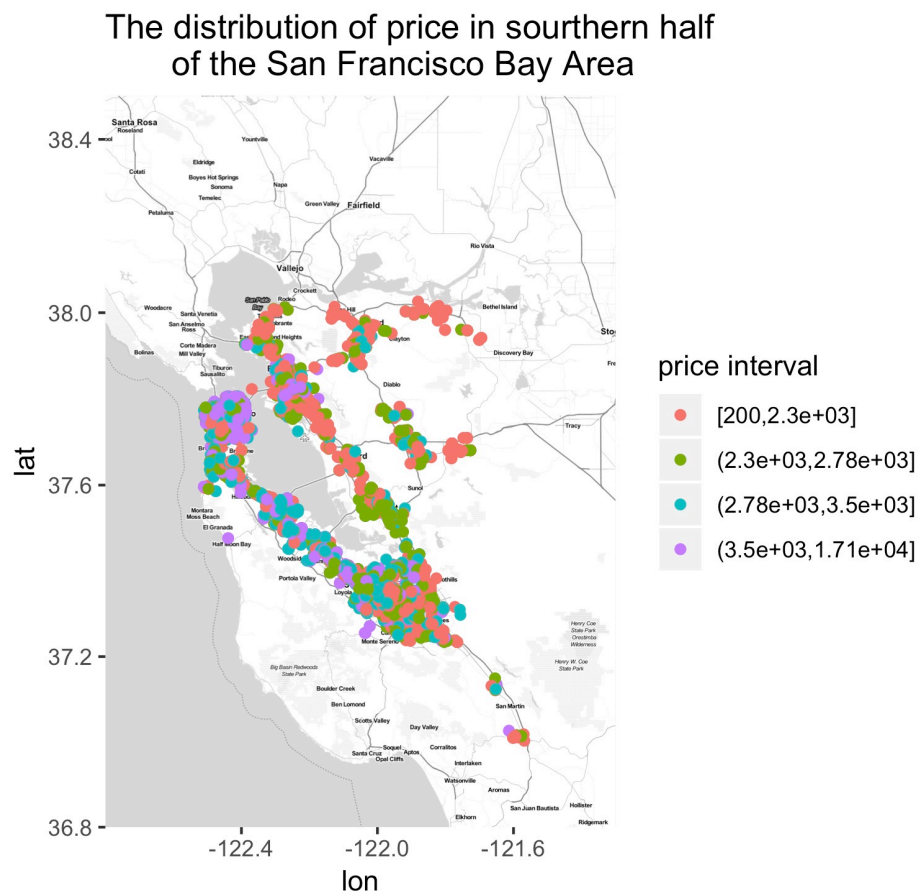 The distribution of price in sourthern half
of the San Francisco Bay Area
lat
38.4
38.0
37.6
37.2
36.8
-122.4
-122.0
-121.6
lon
price interval
[200,2.3e+03]
(2.3e+03,2.78e+03]
(2.78e+03,3.5e+03]
(3.5e+03,1.71e+04]
Santa Rosa
Roseland
Yountville
Vacaville
Eldridge
Cotati
Boyes Hot Springs
Sonoma
Napa
Temelec
Petaluma
Green Valley
Fairfield
Rio Vista
Vallejo
Crockett
San Pablo
Bay
Rodeo
Hill
Bethel Island
Woodacre
Santa Venetia
San Anselmo
Ross
Corte Madera
Mill Valley
Bolinas
Tiburon
Sausalito
Clayton
Discovery Bay
Diablo
Tracy
Sunol
Montara
Moss Beach
El Granada
Half Moon Bay
Portola Valley
Loyola
Monte Sereno
Henry Coe
State Park
Orestimba
Wilderness
Henry W. Coe
State Park
Big Basin Redwoods
State Park
Boulder Creek
Ben Lomond
San Martin
Scotts Valley
Day Valley
Soquel
Aptos
Corralitos
Santa Cruz
Opal Cliffs
Interlaken
Watsonville
Aromas
San Juan Bautista
Hollister
Elkhorn
Ridgemark